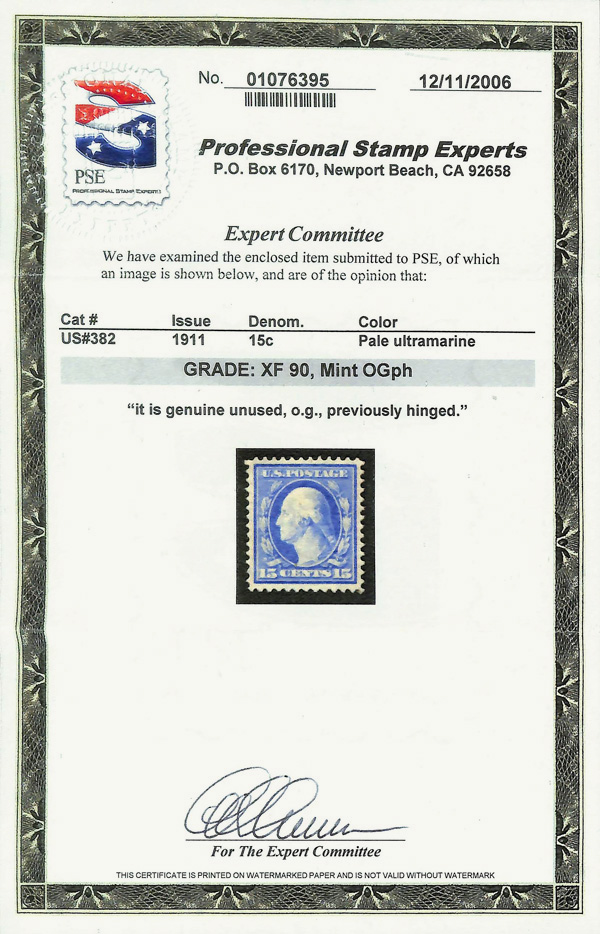 PSE
PROFESSIONAL STAMP EXPERTS
No. 01076395 12/11/2006
Professional Stamp Experts
P.O. Box 6170, Newport Beach, CA 92658
Expert Committee
We have examined the enclosed item submitted to PSE, of which
an image is shown below, and are of the opinion that:
Cat # Issue Denom. Color
US#382 1911 15c Pale ultramarine
GRADE: XF 90, Mint OGph
“it is genuine unused, o.g., previously hinged.”
U.S. POSTAGE
15 CENTS 15
For The Expert Committee
THIS CERTIFICATE IS PRINTED ON WATERMARKED PAPER AND IS NOT VALID WITHOUT WATERMARK